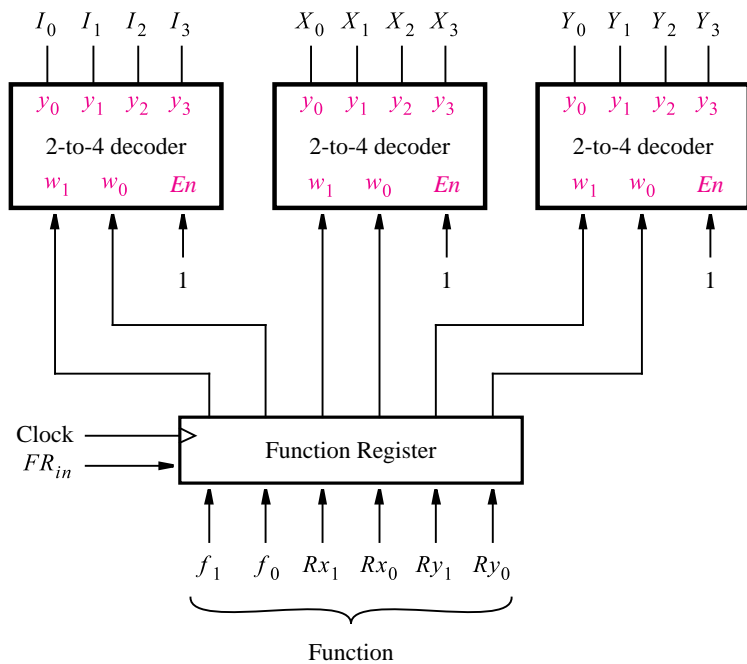 I0 I1 I2 I3 X0 X1 X2 X3 Y0 Y1 Y2 Y3
y0 y1 y2 y3 y0 y1 y2 y3 y0 y1 y2 y3
2-to-4 decoder 2-to-4 decoder 2-to-4 decoder
w1 w0 En w1 w0 En w1 w0 En
1 1 1
Clock
FRin
Function Register
f1 f0 Rx1 Rx0 Ry1 Ry0
Function